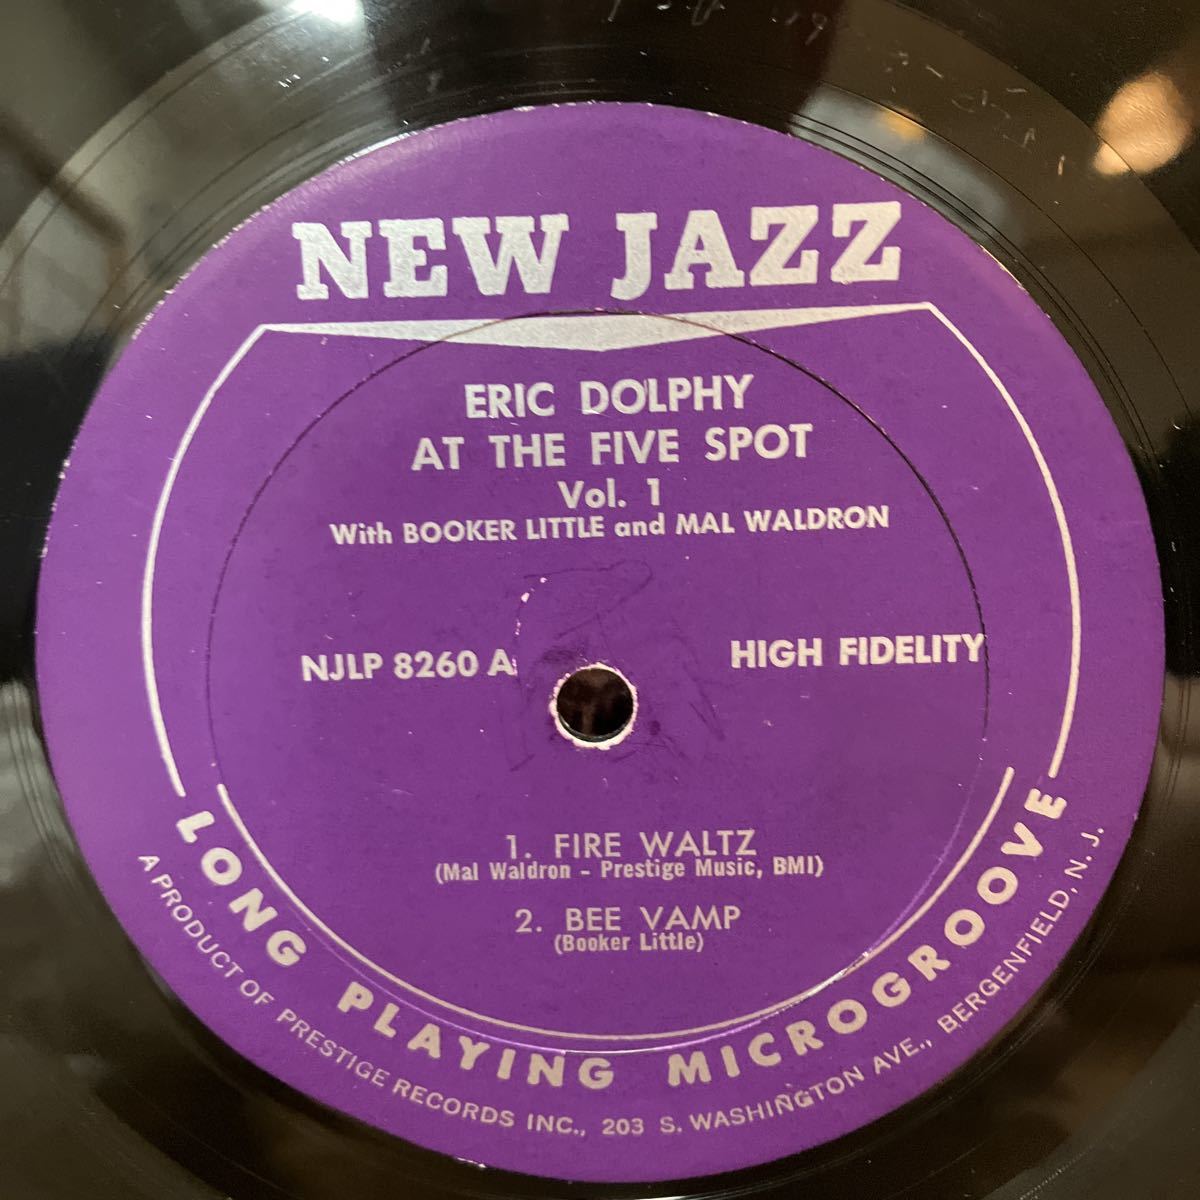 NEW JAZZ
ERIC DOLPHY
AT THE FIVE SPOT
Vol. 1
With BOOKER LITTLE and MAL WALDRON
NJLP 8260 A
HIGH FIDELITY
1. FIRE WALTZ
(Mal Waldron - Prestige Music, BMI)
2. BEE VAMP
(Booker Little)
LONG PLAYING MICROGROOVE
A PRODUCT OF PRESTIGE RECORDS INC., 203 S. WASHINGTON AVE., BERGENFIELD, N. J.